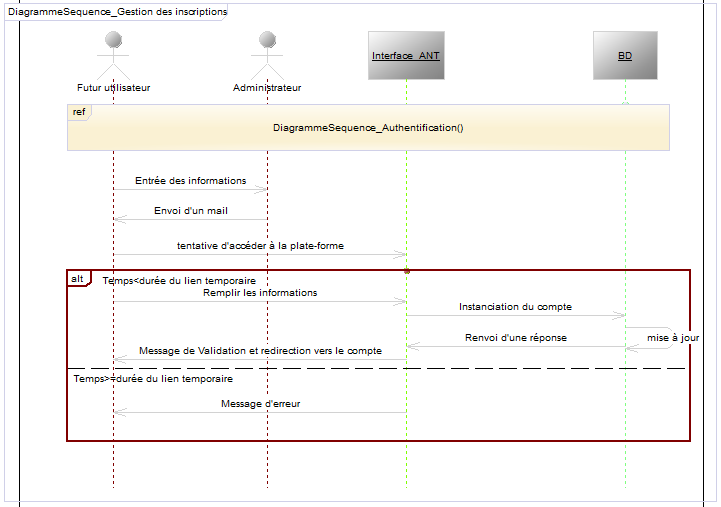 DiagrammeSequence_Gestion des inscriptions
Futur utilisateur
Administrateur
Interface_ANT
BD
ref
DiagrammeSequence_Authentification()
Entrée des informations
Envoi d'un mail
tentative d'accéder à la plate-forme
alt
Temps<durée du lien temporaire
Remplir les informations
Instanciation du compte
Renvoi d'une réponse
mise à jour
Message de Validation et redirection vers le compte
Temps>=durée du lien temporaire
Message d'erreur